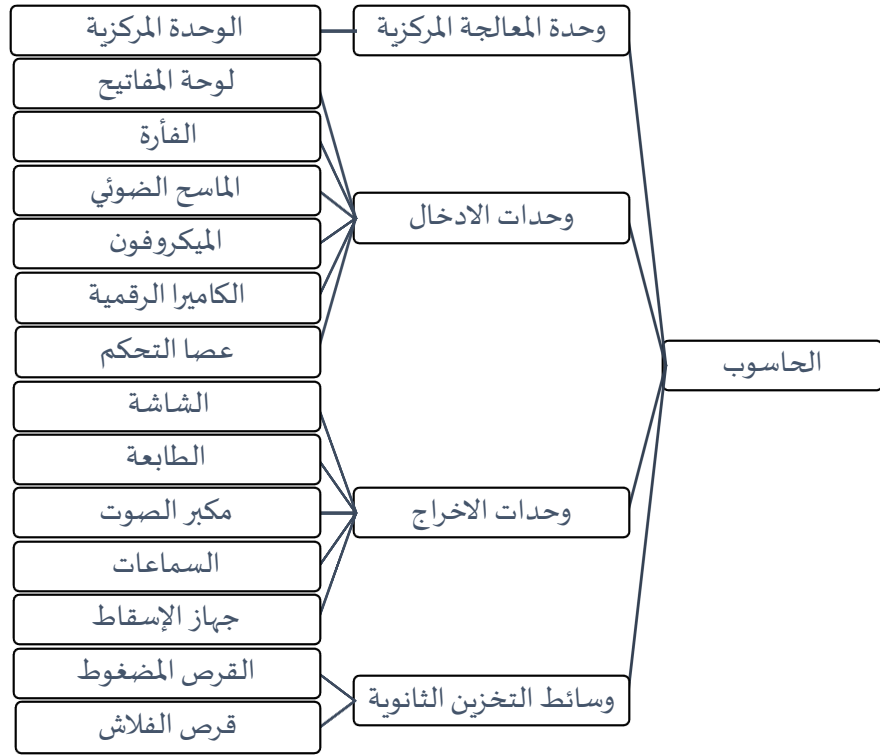 الحاسوب
وحدة المعالجة المركزية
الوحدة المركزية
وحدات الادخال
لوحة المفاتيح
الفأرة
الماسح الضوئي
الميكروفون
الكاميرا الرقمية
عصا التحكم
وحدات الاخراج
الشاشة
الطابعة
مكبر الصوت
السماعات
جهاز الإسقاط
وسائط التخزين الثانوية
القرص المضغوط
قرص الفلاش